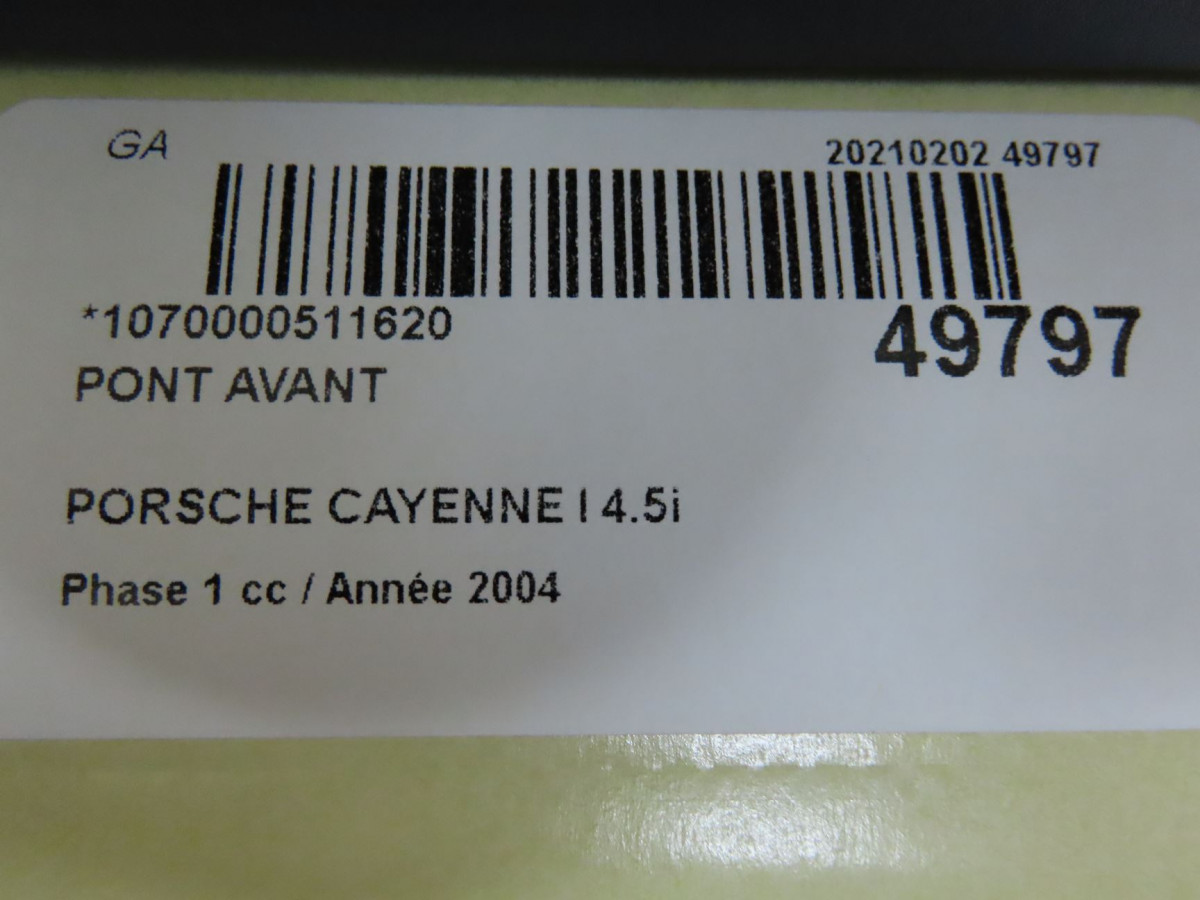 GA
20210202 49797
*1070000511620
49797
PONT AVANT
PORSCHE CAYENNE I 4.5i
Phase 1 cc / Année 2004